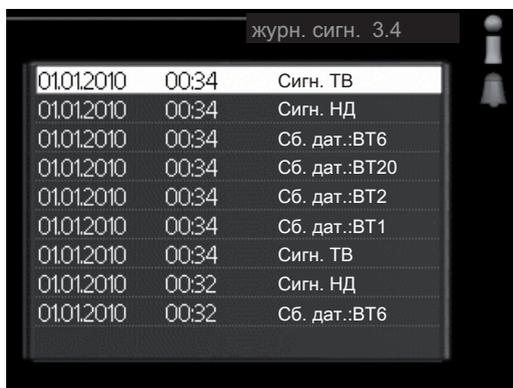 журн. сигн. 3.4
01.01.2010 00:34 Сигн. ТВ
01.01.2010 00:34 Сигн. НД
01.01.2010 00:34 Сб. дат.:BT6
01.01.2010 00:34 Сб. дат.:BT20
01.01.2010 00:34 Сб. дат.:BT2
01.01.2010 00:34 Сб. дат.:BT1
01.01.2010 00:34 Сигн. ТВ
01.01.2010 00:32 Сигн. НД
01.01.2010 00:32 Сб. дат.:BT6